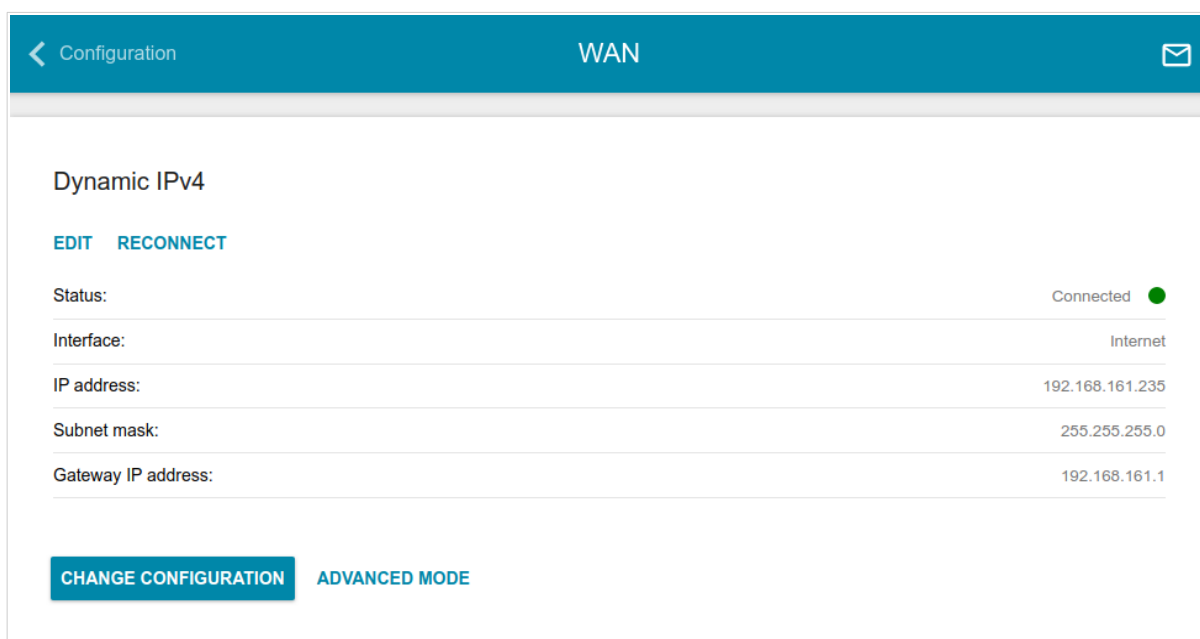 Configuration WAN
Dynamic IPv4
EDIT RECONNECT
Status: Connected
Interface: Internet
IP address: 192.168.161.235
Subnet mask: 255.255.255.0
Gateway IP address: 192.168.161.1
CHANGE CONFIGURATION ADVANCED MODE